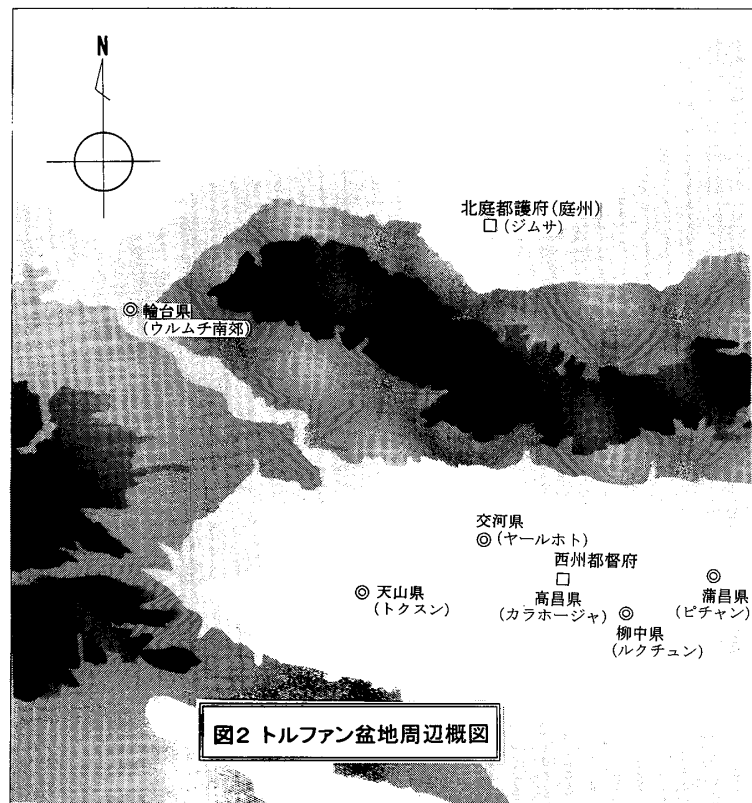 N
北庭都護府(庭州)
(ジムサ)
輪台県
(ウルムチ南郊)
交河県
(ヤールホト)
西州都督府
天山県
(トクスン)
高昌県
(カラホージャ)
蒲昌県
(ピチャン)
柳中県
(ルクチュン)
図2 トルファン盆地周辺概図